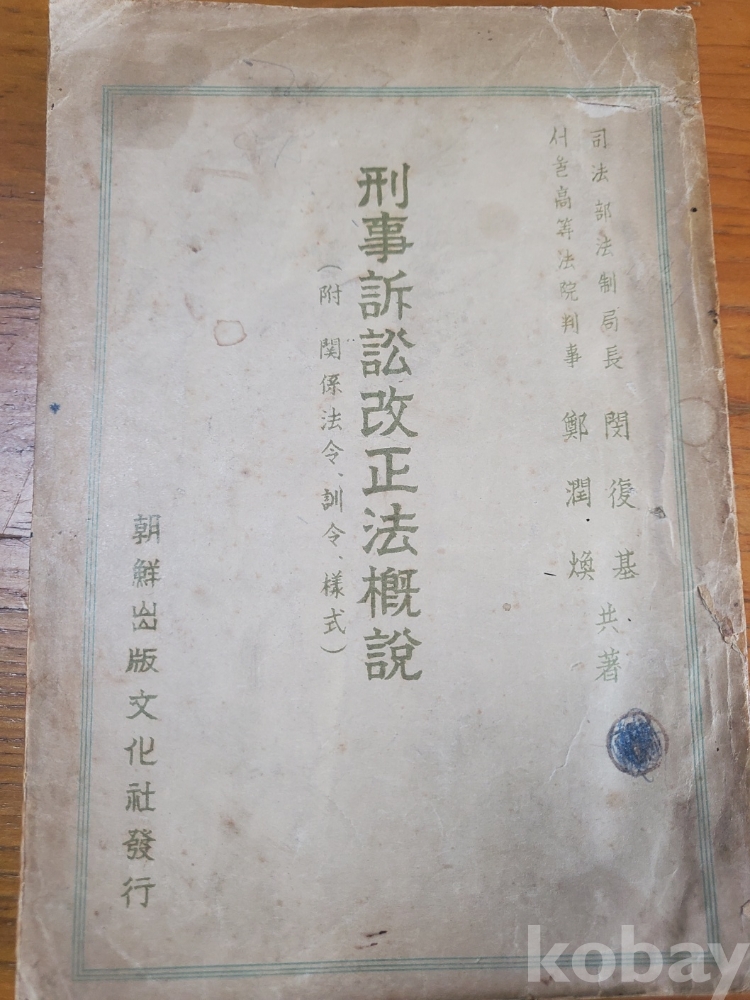 司法部法制局長 閔復基
서울高等法院判事 鄭潤煥
共著
刑事訴訟改正法概說
(附 関係法令、訓令、樣式)
朝鮮出版文化社發行
kobay